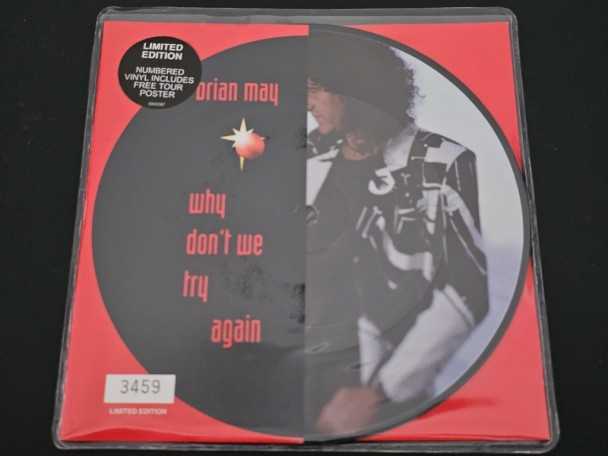 LIMITED
EDITION
NUMBERED
VINYL INCLUDES
FREE TOUR
POSTER
brian may
why
don't we
try
again
3459
LIMITED EDITION